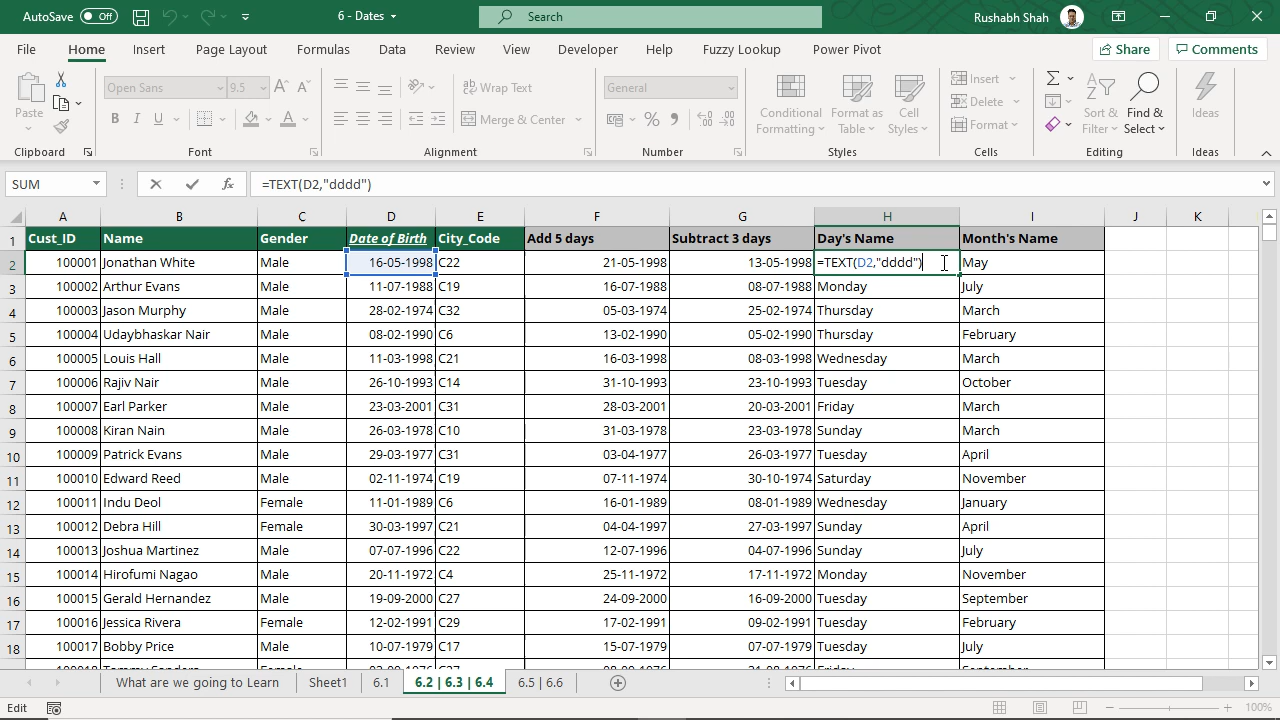 AutoSave Off 6 - Dates Search Rushabh Shah
File Home Insert Page Layout Formulas Data Review View Developer Help Fuzzy Lookup Power Pivot Share Comments
Paste
Clipboard
Open Sans 9.5
B I U
Font
Wrap Text
Merge & Center
Alignment
General
Number
Conditional Formatting
Format as Table
Cell Styles
Styles
Insert
Delete
Format
Cells
Sort & Filter
Find & Select
Editing
Ideas
Ideas
SUM =TEXT(D2,"dddd")
A B C D E F G H I J K L
1 Cust_ID Name Gender Date of Birth City_Code Add 5 days Subtract 3 days Day's Name Month's Name
2 100001 Jonathan White Male 16-05-1998 C22 21-05-1998 13-05-1998 =TEXT(D2,"dddd") May
3 100002 Arthur Evans Male 11-07-1988 C19 16-07-1988 08-07-1988 Monday July
4 100003 Jason Murphy Male 28-02-1974 C32 05-03-1974 25-02-1974 Thursday March
5 100004 Udaybhaskar Nair Male 08-02-1990 C6 13-02-1990 05-02-1990 Thursday February
6 100005 Louis Hall Male 11-03-1998 C21 16-03-1998 08-03-1998 Wednesday March
7 100006 Rajiv Nair Male 26-10-1993 C14 31-10-1993 23-10-1993 Tuesday October
8 100007 Earl Parker Male 23-03-2001 C31 28-03-2001 20-03-2001 Friday March
9 100008 Kiran Nain Male 26-03-1978 C10 31-03-1978 23-03-1978 Sunday March
10 100009 Patrick Evans Male 29-03-1977 C31 03-04-1977 26-03-1977 Tuesday April
11 100010 Edward Reed Male 02-11-1974 C19 07-11-1974 30-10-1974 Saturday November
12 100011 Indu Deol Female 11-01-1989 C6 16-01-1989 08-01-1989 Wednesday January
13 100012 Debra Hill Female 30-03-1997 C21 04-04-1997 27-03-1997 Sunday April
14 100013 Joshua Martinez Male 07-07-1996 C22 12-07-1996 04-07-1996 Sunday July
15 100014 Hirofumi Nagao Male 20-11-1972 C4 25-11-1972 17-11-1972 Monday November
16 100015 Gerald Hernandez Male 19-09-2000 C27 24-09-2000 16-09-2000 Tuesday September
17 100016 Jessica Rivera Female 12-02-1991 C29 17-02-1991 09-02-1991 Tuesday February
18 100017 Bobby Price Male 10-07-1979 C17 15-07-1979 07-07-1979 Tuesday July
What are we going to Learn Sheet1 6.1 6.2 | 6.3 | 6.4 6.5 | 6.6
Edit 100%